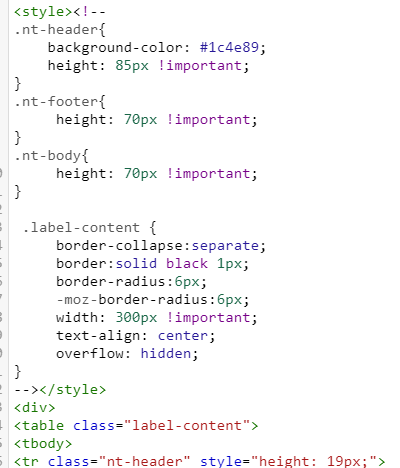 <style><!--
.nt-header{
    background-color: #1c4e89;
    height: 85px !important;
}
.nt-footer{
     height: 70px !important;
}
.nt-body{
     height: 70px !important;
}
 .label-content {
     border-collapse:separate;
     border:solid black 1px;
     border-radius:6px;
     -moz-border-radius:6px;
     width: 300px !important;
     text-align: center;
     overflow: hidden;
}
--></style>
<div>
<table class="label-content">
<tbody>
<tr class="nt-header" style="height: 19px;">